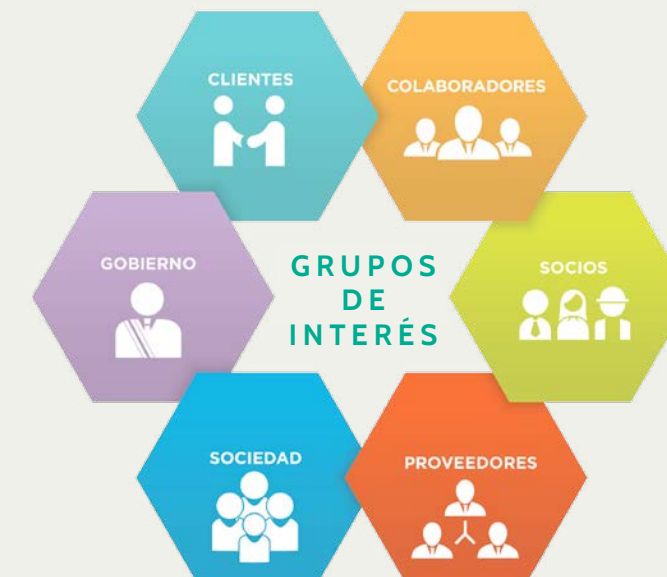 CLIENTES
COLABORADORES
GOBIERNO
GRUPOS
DE
INTERÉS
SOCIOS
SOCIEDAD
PROVEEDORES